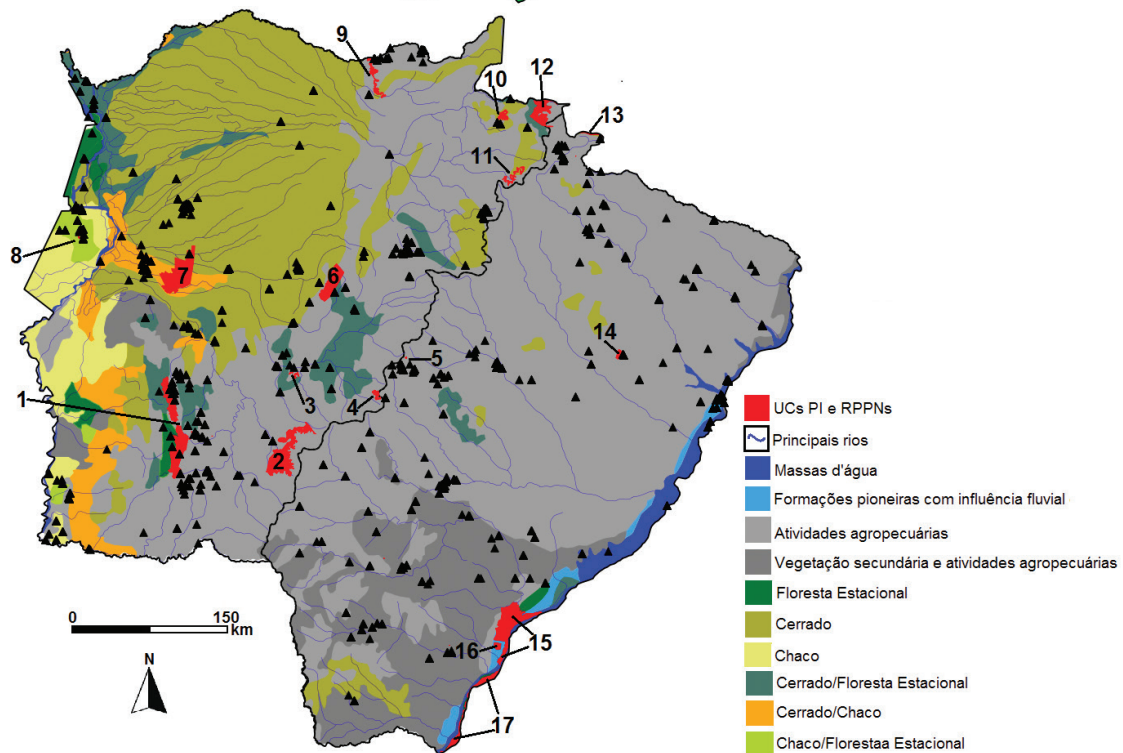 9
12
10
13
11
8
7
6
14
5
1
3
4
2
UCs PI e RPPNs
Principais rios
Massas d'água
Formações pioneiras com influência fluvial
Atividades agropecuárias
Vegetação secundária e atividades agropecuárias
Floresta Estacional
Cerrado
Chaco
Cerrado/Floresta Estacional
Cerrado/Chaco
Chaco/Florestaa Estacional
0 150
km
N
15
16
17